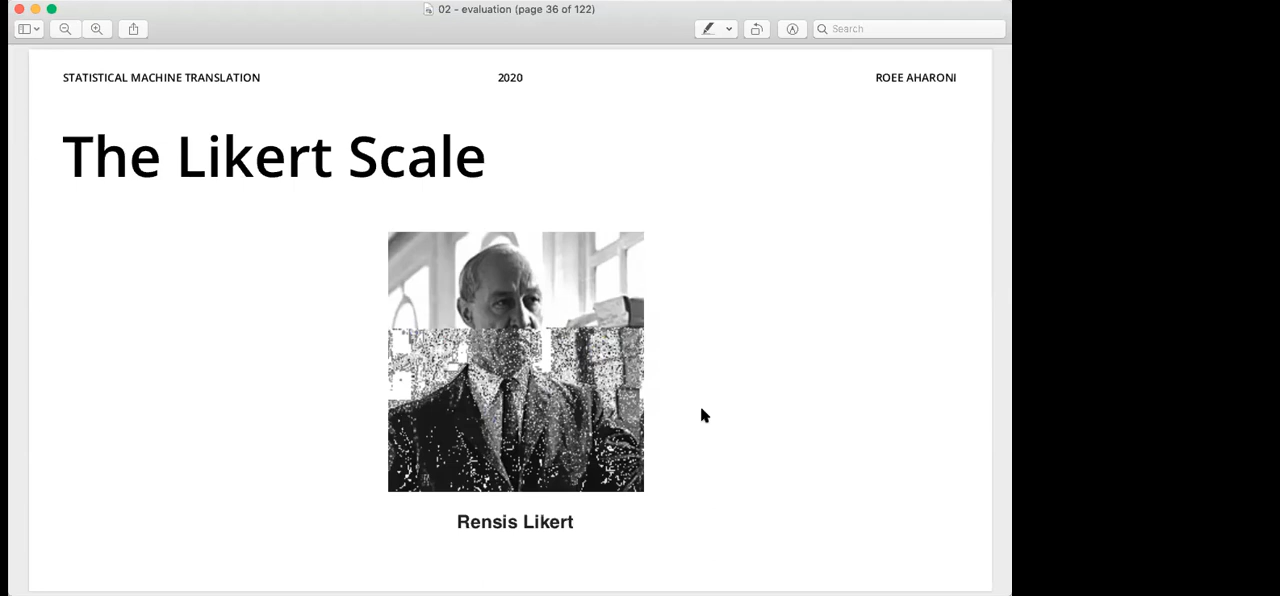 02 - evaluation (page 36 of 122)
Search
STATISTICAL MACHINE TRANSLATION 2020 ROEE AHARONI
The Likert Scale
Rensis Likert